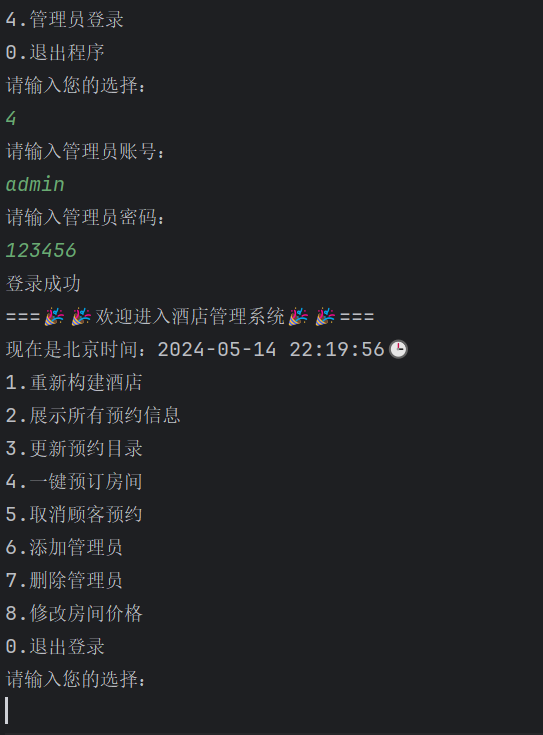 4.管理员登录
0.退出程序
请输入您的选择：
4
请输入管理员账号：
admin
请输入管理员密码：
123456
登录成功
===🎉🎉欢迎进入酒店管理系统🎉🎉===
现在是北京时间：2024-05-14 22:19:56🕒
1.重新构建酒店
2.展示所有预约信息
3.更新预约目录
4.一键预订房间
5.取消顾客预约
6.添加管理员
7.删除管理员
8.修改房间价格
0.退出登录
请输入您的选择：